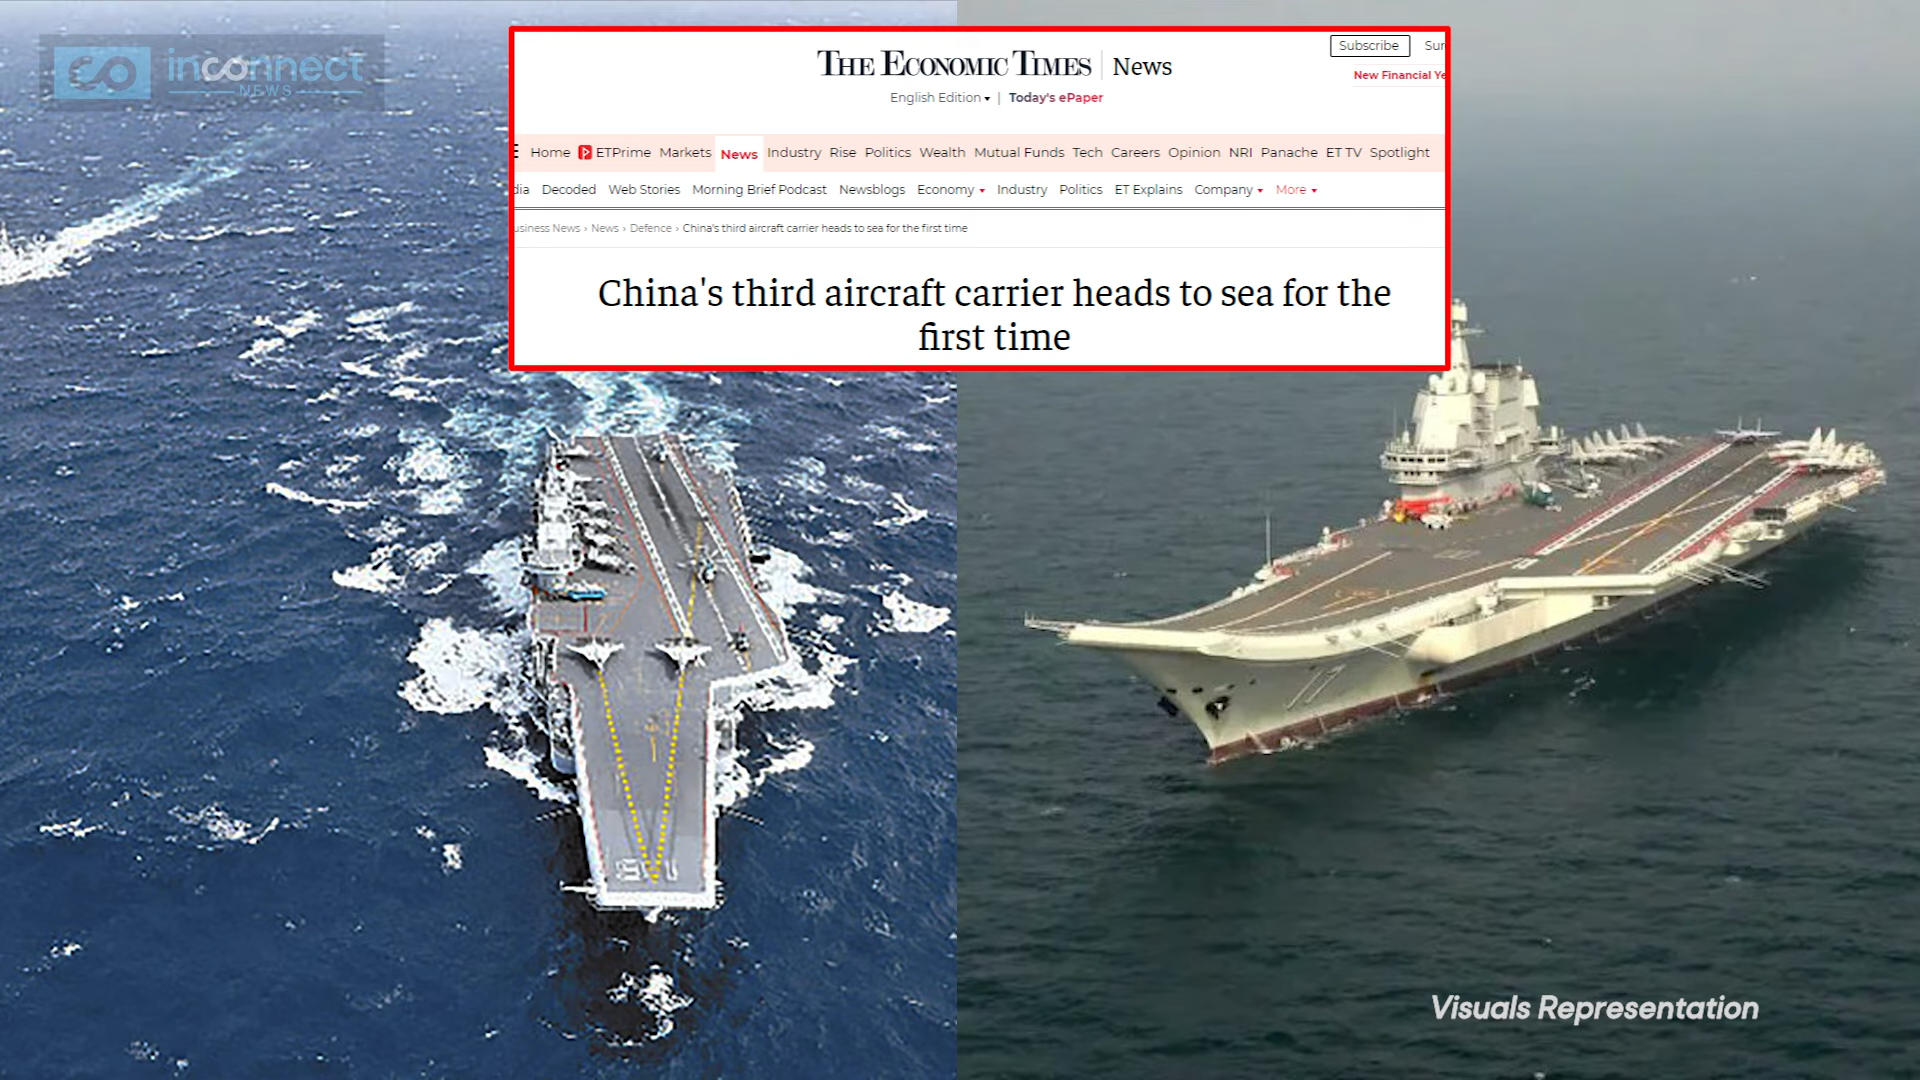 inconnect
NEWS
THE ECONOMIC TIMES | News
Subscribe
English Edition | Today's ePaper
Home ETPrime Markets News Industry Rise Politics Wealth Mutual Funds Tech Careers Opinion NRI Panache ET TV Spotlight
Decoded Web Stories Morning Brief Podcast Newsblogs Economy Industry Politics ET Explains Company More
News › Defence › China's third aircraft carrier heads to sea for the first time
China's third aircraft carrier heads to sea for the
first time
17
Visuals Representation